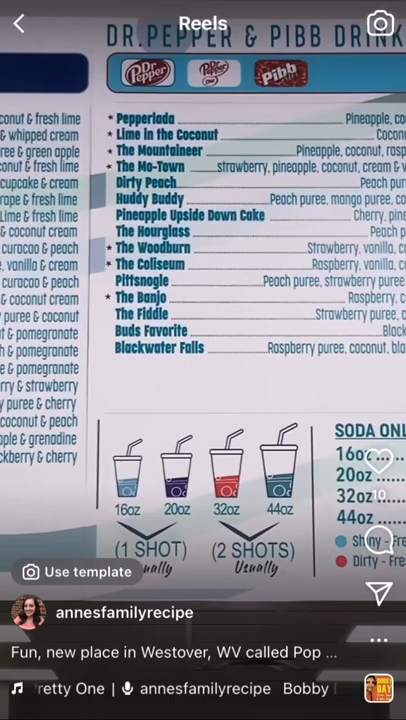 Reels
DR. PEPPER & PIBB DRINK
Dr Pepper
Dr Pepper
Pibb
conut & fresh lime
& whipped cream
ree & green apple
conut & fresh lime
cupcake & cream
rape & fresh lime
Lime & fresh lime
& coconut cream
curacao & peach
e, vanilla & cream
curacao & peach
& coconut cream
puree & coconut
t & pomegranate
h & pomegranate
e & pomegranate
rry & strawberry
y puree & cherry
coconut & peach
pple & grenadine
ckberry & cherry
* Pepperlada Pineapple, co
* Lime in the Coconut Cocon
* The Mountaineer Pineapple, coconut, rasp
* The Mo-Town strawberry, pineapple, coconut, cream & v
Dirty Peach Peach pur
Huddy Buddy Peach puree, mango puree, co
Pineapple Upside Down Cake Cherry, pine
The Hourglass Peach p
* The Woodburn Strawberry, vanilla, c
* The Coliseum Raspberry, vanilla, c
Pittsnogle Peach puree, strawberry puree
* The Banjo Raspberry, c
The Fiddle Strawberry puree, c
Buds Favorite Black
Blackwater Falls Raspberry puree, coconut, bla
16oz 20oz 32oz 44oz
(1 SHOT) (2 SHOTS)
ually Usually
SODA ONL
16oz
20oz
32oz
44oz
Shiny - Fre
Dirty - Fre
10
Use template
annesfamilyrecipe
Fun, new place in Westover, WV called Pop ...
retty One | annesfamilyrecipe Bobby